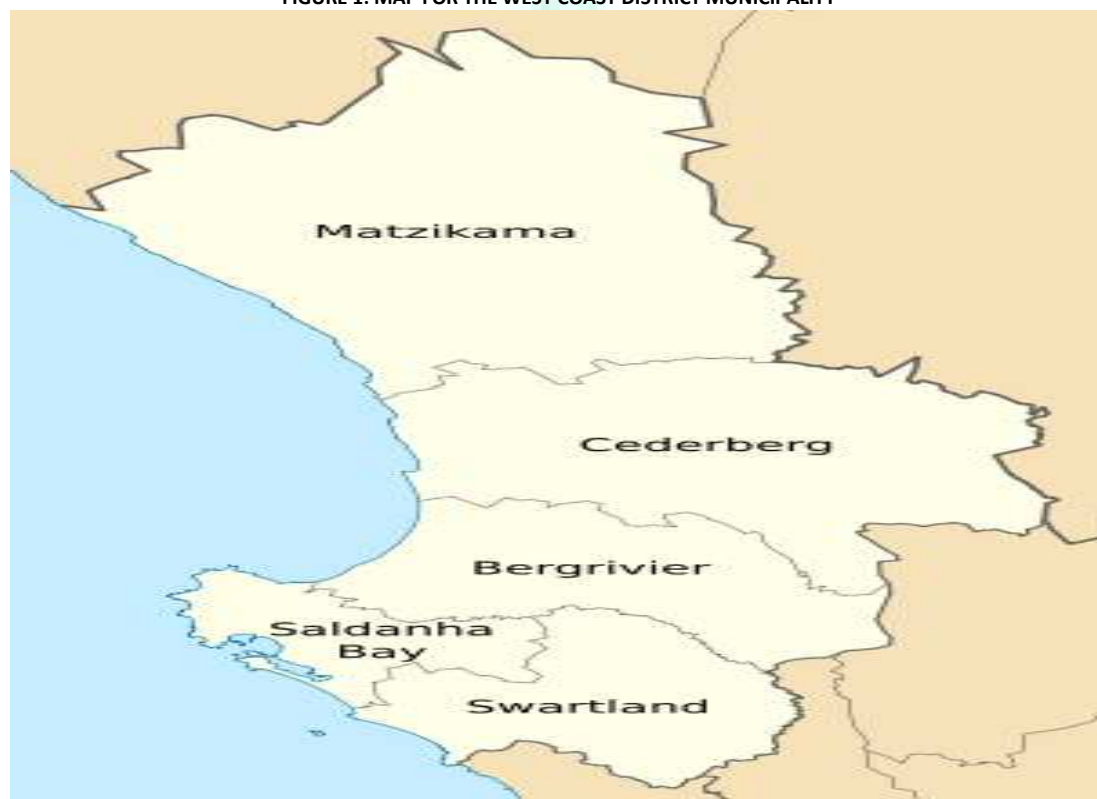 FIGURE 1: MAP FOR THE WEST COAST DISTRICT MUNICIPALITY
Matzikama
Cederberg
Bergrivier
Saldanha
Bay
Swartland